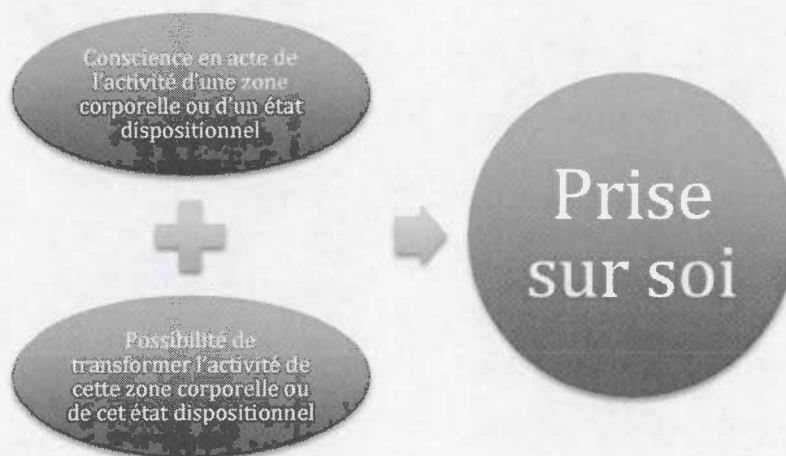 Conscience en acte de
l'activité d'une zone
corporelle ou d'un état
dispositionnel
Possibilité de
transformer l'activité de
cette zone corporelle ou
de cet état dispositionnel
Prise
sur soi